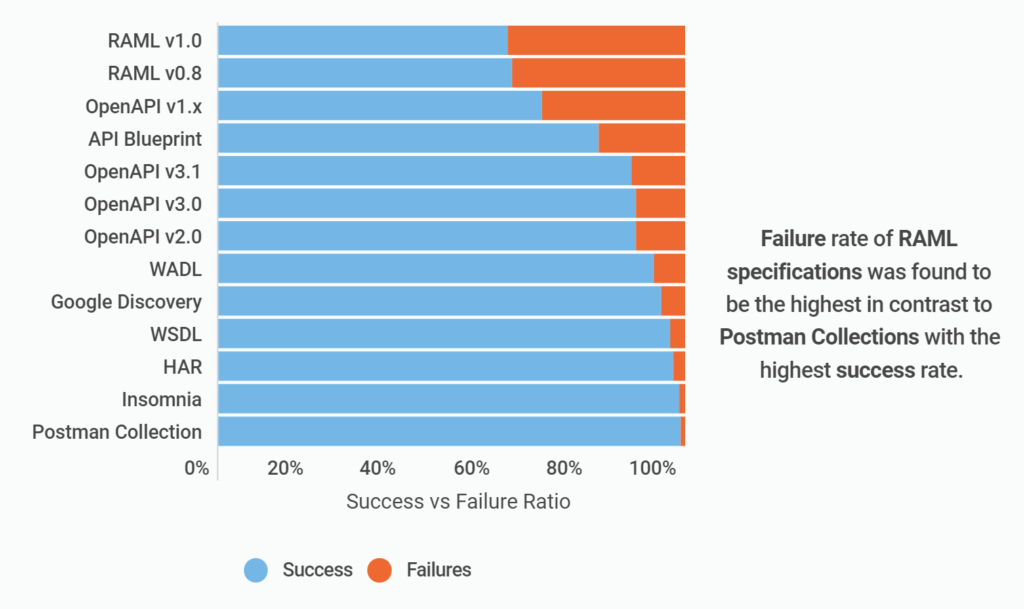 RAML v1.0
RAML v0.8
OpenAPI v1.x
API Blueprint
OpenAPI v3.1
OpenAPI v3.0
OpenAPI v2.0
WADL
Google Discovery
WSDL
HAR
Insomnia
Postman Collection
0% 20% 40% 60% 80% 100%
Success vs Failure Ratio
Success Failures
Failure rate of RAML
specifications was found to
be the highest in contrast to
Postman Collections with the
highest success rate.